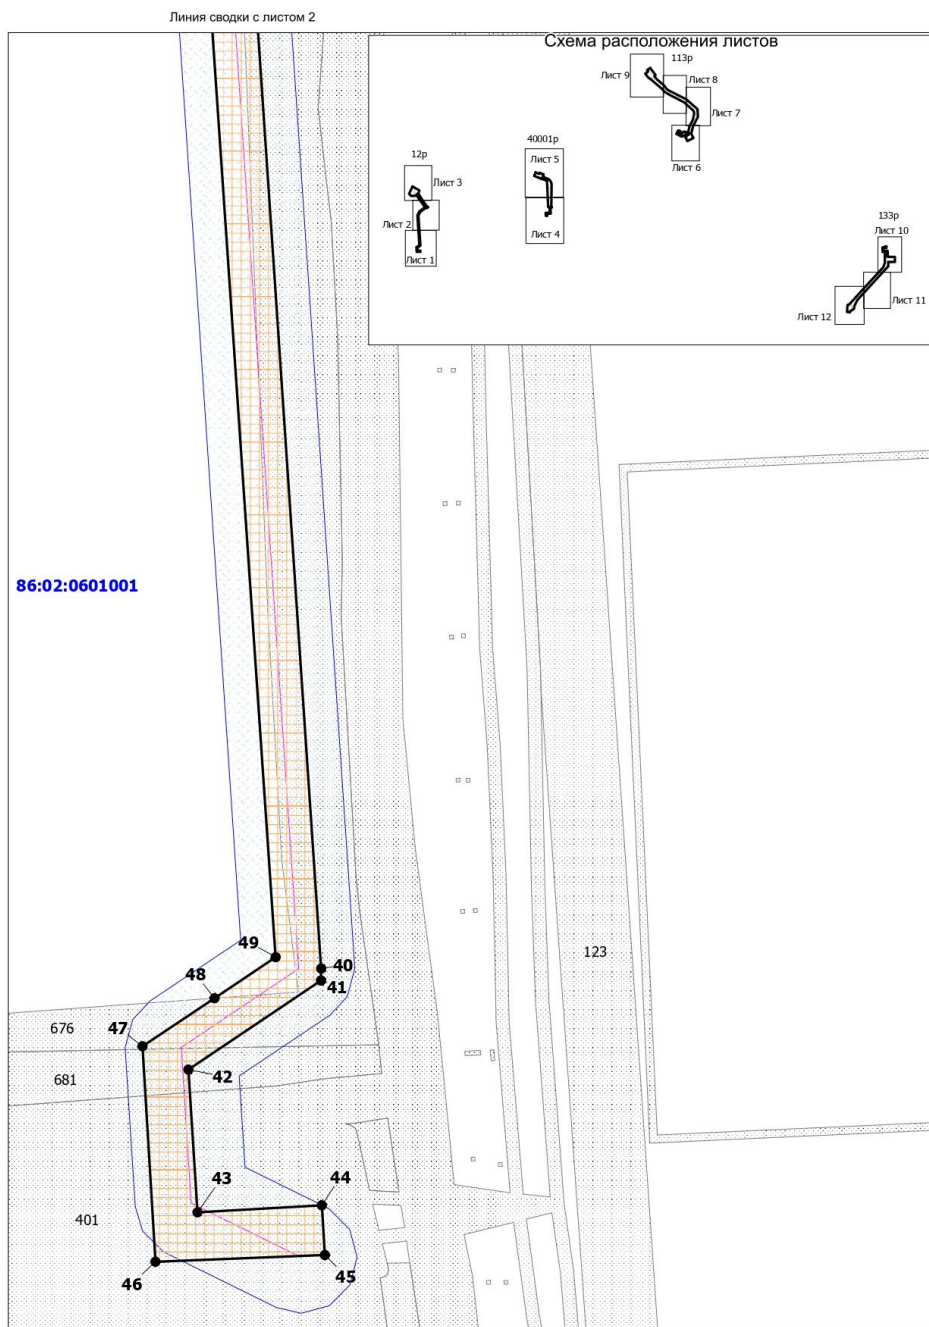 Линия сводки с листом 2
Схема расположения листов
113р
Лист 9
Лист 8
Лист 7
Лист 6
40001р
Лист 5
Лист 4
12р
Лист 3
Лист 2
Лист 1
133р
Лист 10
Лист 11
Лист 12
86:02:0601001
123
49
40
48
41
47
676
42
681
43
44
401
45
46